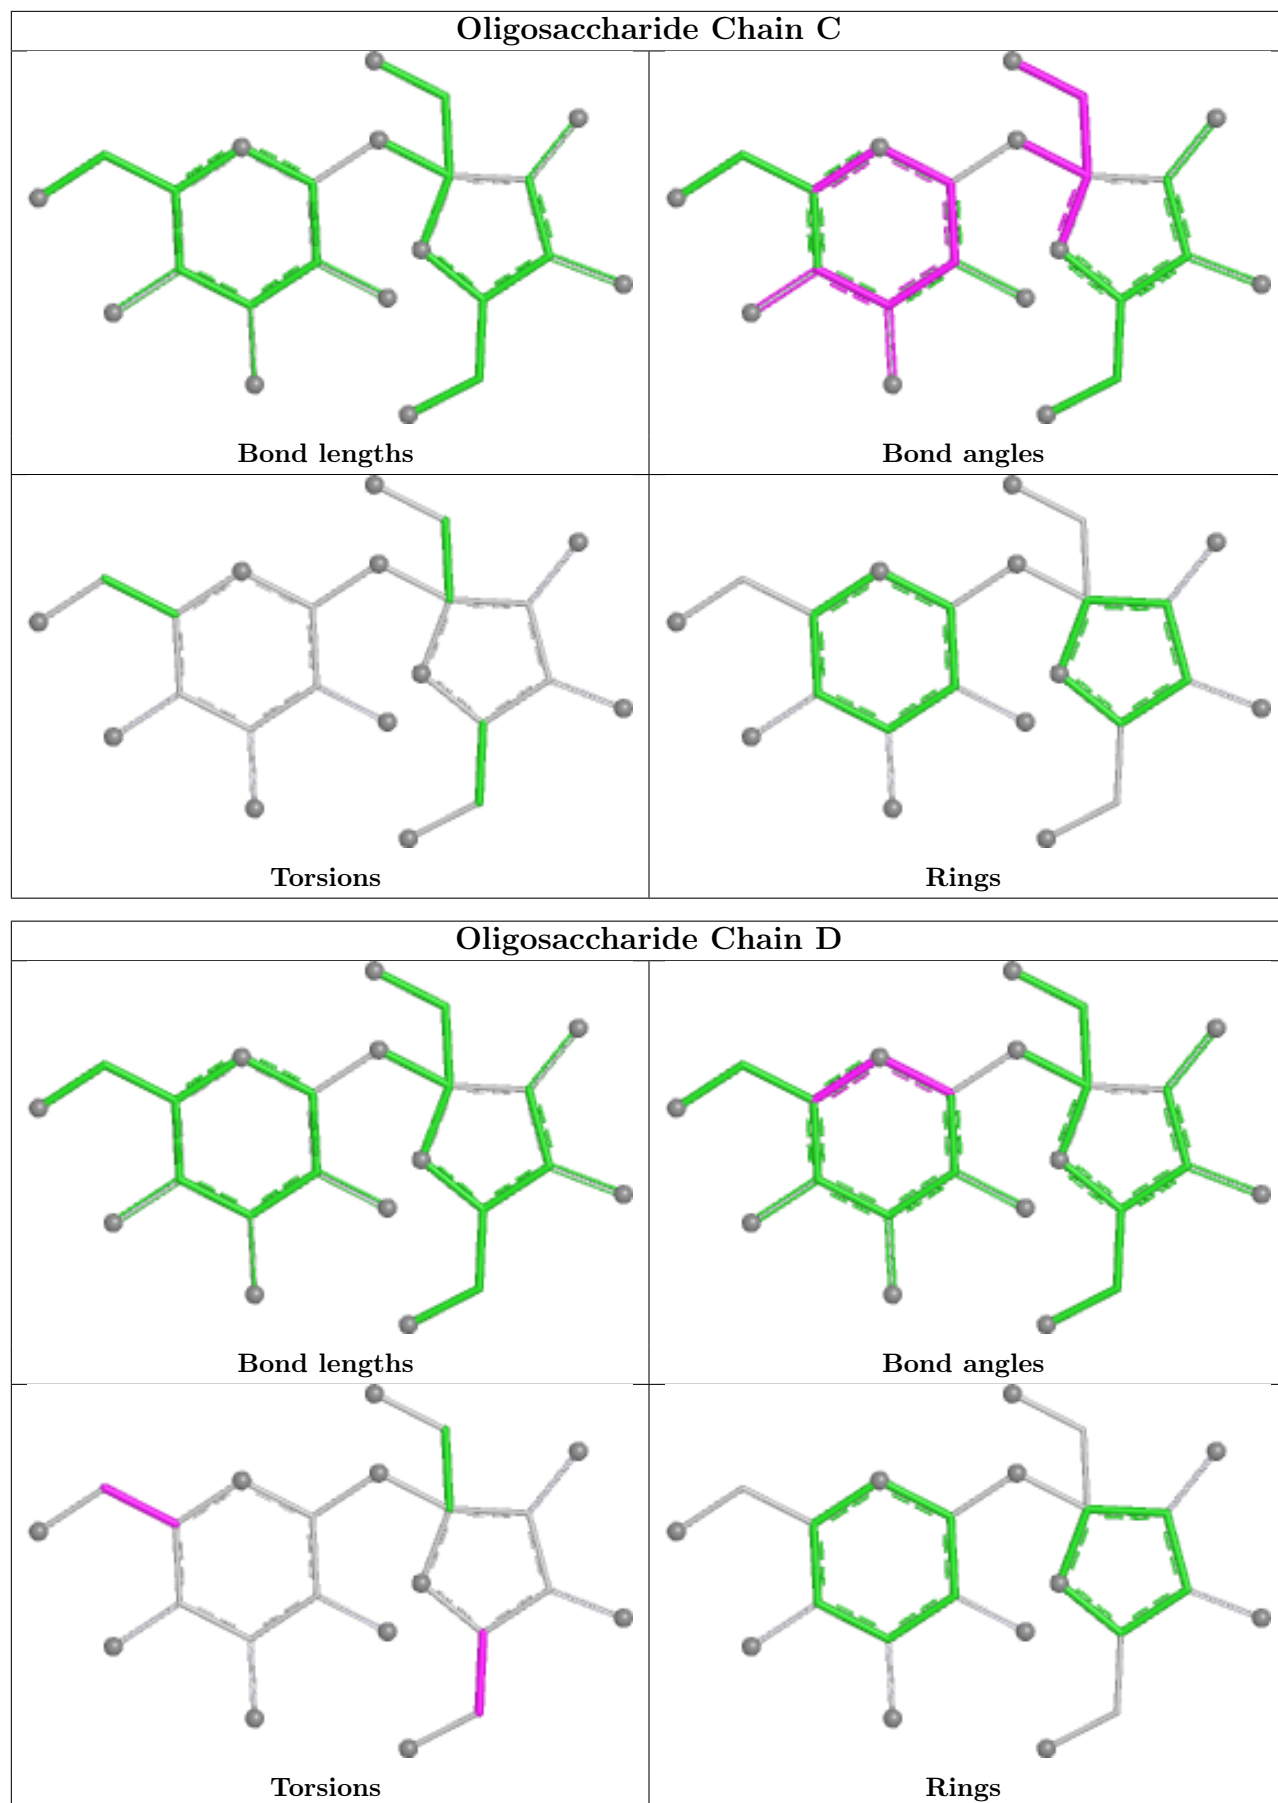 Oligosaccharide Chain C
Bond lengths
Bond angles
Torsions
Rings
Oligosaccharide Chain D
Bond lengths
Bond angles
Torsions
Rings